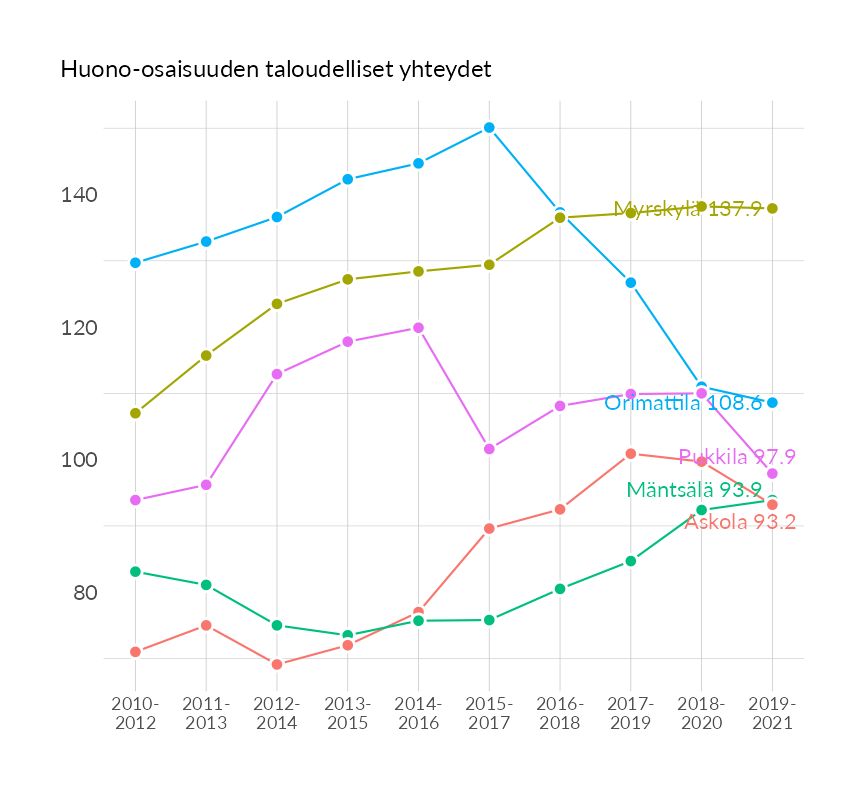 Huono-osaisuuden taloudelliset yhteydet
140
120
100
80
Myrskylä 137.9
Orimattila 108.6
Pukkila 97.9
Mäntsälä 93.9
Askola 93.2
2010- 2011- 2012- 2013- 2014- 2015- 2016- 2017- 2018- 2019-
2012 2013 2014 2015 2016 2017 2018 2019 2020 2021